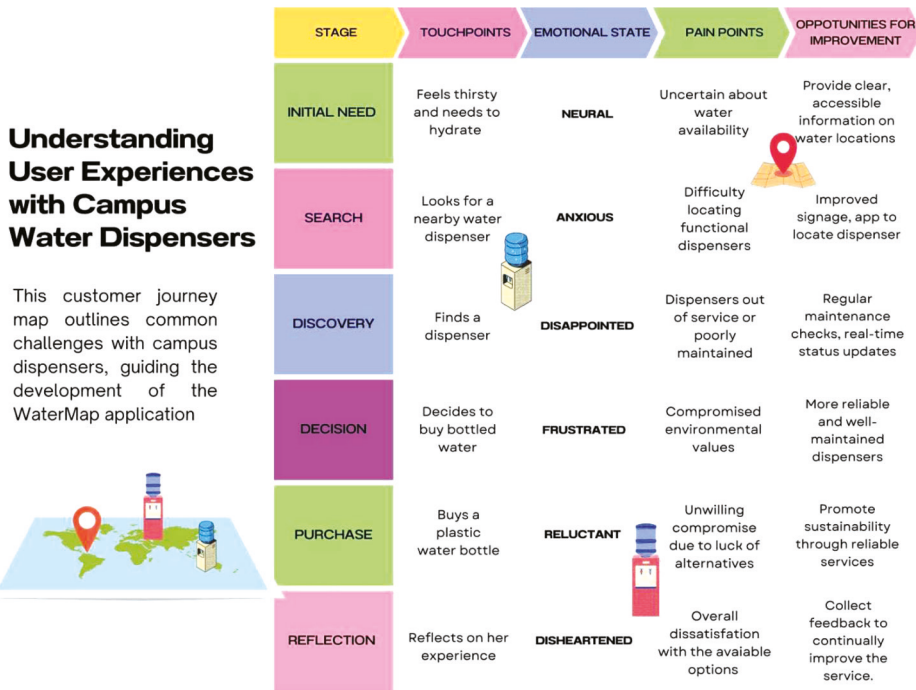 Understanding
User Experiences
with Campus
Water Dispensers
This customer journey
map outlines common
challenges with campus
dispensers, guiding the
development of the
WaterMap application
STAGE
TOUCHPOINTS
EMOTIONAL STATE
PAIN POINTS
OPPOTUNITIES FOR
IMPROVEMENT
INITIAL NEED
Feels thirsty
and needs to
hydrate
NEURAL
Uncertain about
water
availability
Provide clear,
accessible
information on
water locations
SEARCH
Looks for a
nearby water
dispenser
ANXIOUS
Difficulty
locating
functional
dispensers
Improved
signage, app to
locate dispenser
DISCOVERY
Finds a
dispenser
DISAPPOINTED
Dispensers out
of service or
poorly
maintained
Regular
maintenance
checks, real-time
status updates
DECISION
Decides to
buy bottled
water
FRUSTRATED
Compromised
environmental
values
More reliable
and well-
maintained
dispensers
PURCHASE
Buys a
plastic
water bottle
RELUCTANT
Unwilling
compromise
due to luck of
alternatives
Promote
sustainability
through reliable
services
REFLECTION
Reflects on her
experience
DISHEARTENED
Overall
dissatisfation
with the avaiable
options
Collect
feedback to
continually
improve the
service.